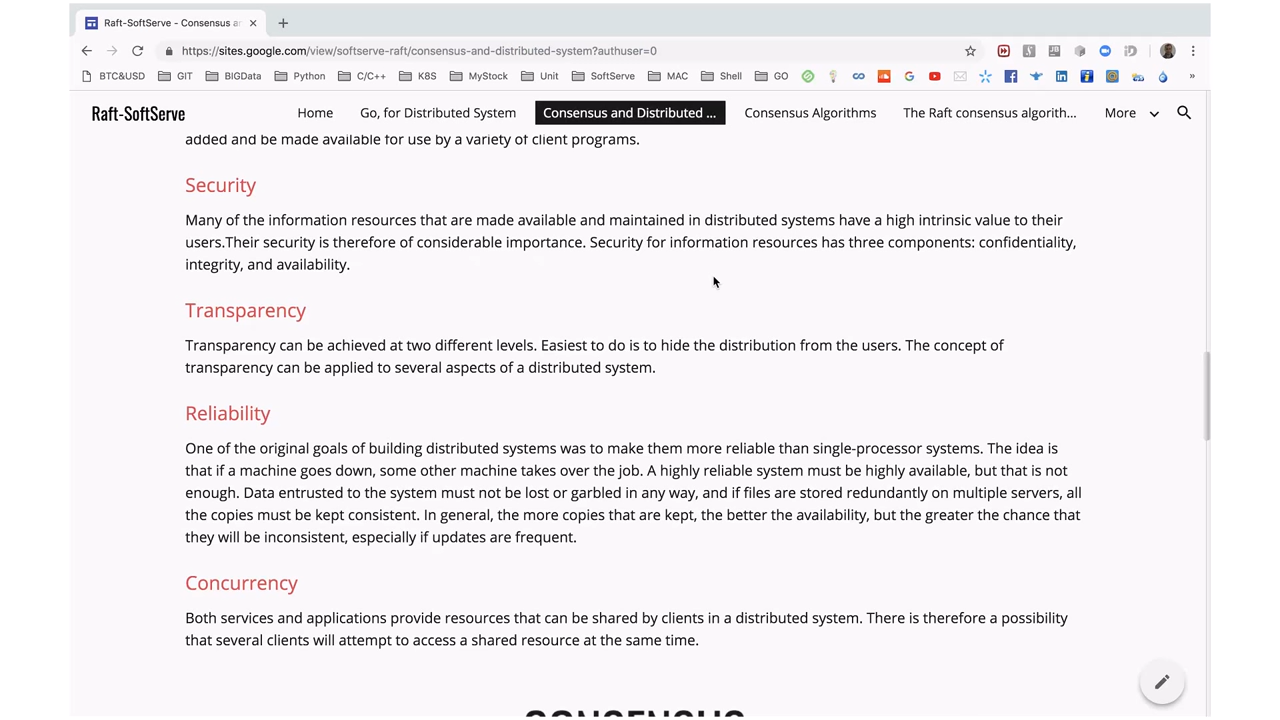 Raft-SoftServe - Consensus a
https://sites.google.com/view/softserve-raft/consensus-and-distributed-system?authuser=0
BTC&USD GIT BIGData Python C/C++ K8S MyStock Unit SoftServe MAC Shell GO
Raft-SoftServe Home Go, for Distributed System Consensus and Distributed ... Consensus Algorithms The Raft consensus algorith... More
added and be made available for use by a variety of client programs.
Security
Many of the information resources that are made available and maintained in distributed systems have a high intrinsic value to their
users.Their security is therefore of considerable importance. Security for information resources has three components: confidentiality,
integrity, and availability.
Transparency
Transparency can be achieved at two different levels. Easiest to do is to hide the distribution from the users. The concept of
transparency can be applied to several aspects of a distributed system.
Reliability
One of the original goals of building distributed systems was to make them more reliable than single-processor systems. The idea is
that if a machine goes down, some other machine takes over the job. A highly reliable system must be highly available, but that is not
enough. Data entrusted to the system must not be lost or garbled in any way, and if files are stored redundantly on multiple servers, all
the copies must be kept consistent. In general, the more copies that are kept, the better the availability, but the greater the chance that
they will be inconsistent, especially if updates are frequent.
Concurrency
Both services and applications provide resources that can be shared by clients in a distributed system. There is therefore a possibility
that several clients will attempt to access a shared resource at the same time.
CONSENSUS